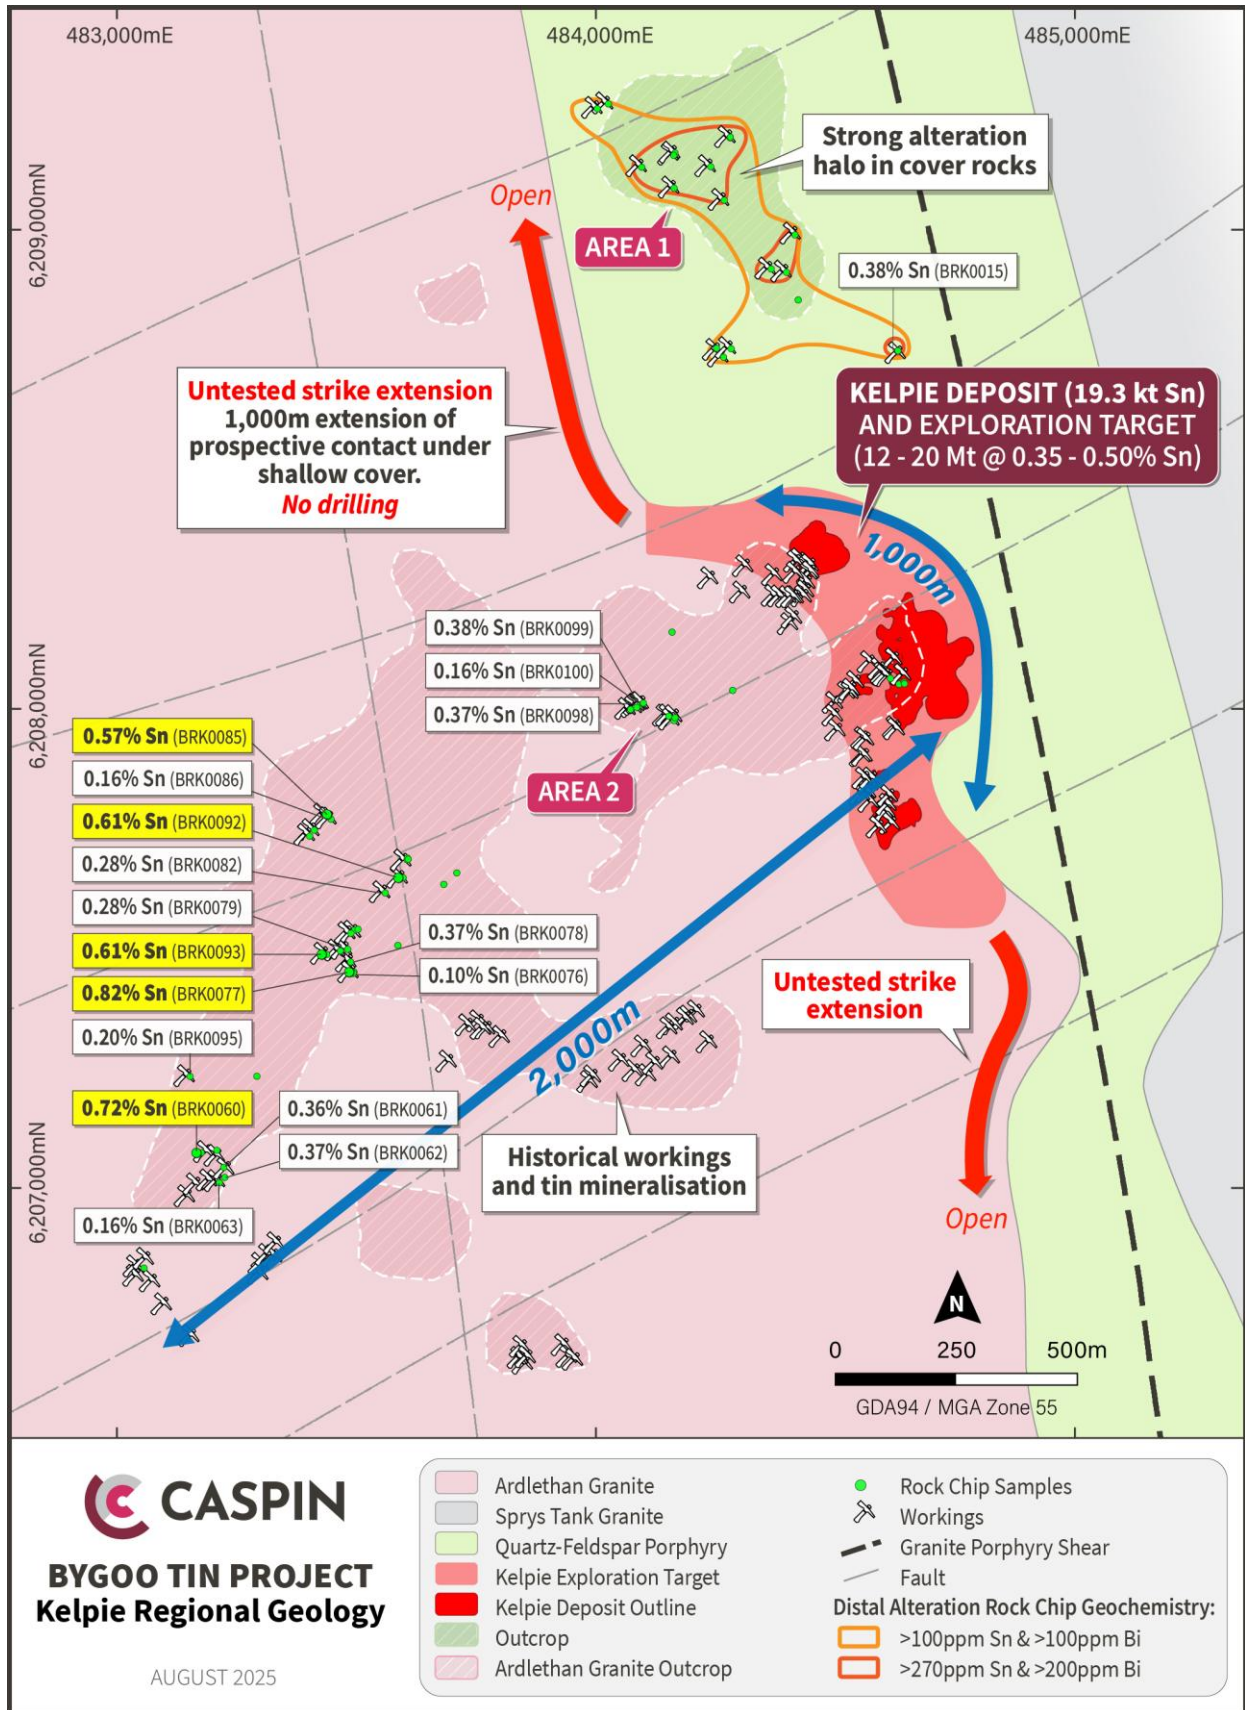 483,000mE
484,000mE
485,000mE
6,209,000mN
6,208,000mN
6,207,000mN
Strong alteration
halo in cover rocks
Open
AREA 1
0.38% Sn (BRK0015)
Untested strike extension
1,000m extension of
prospective contact under
shallow cover.
No drilling
KELPIE DEPOSIT (19.3 kt Sn)
AND EXPLORATION TARGET
(12 - 20 Mt @ 0.35 - 0.50% Sn)
1,000m
0.38% Sn (BRK0099)
0.16% Sn (BRK0100)
0.37% Sn (BRK0098)
AREA 2
0.57% Sn (BRK0085)
0.16% Sn (BRK0086)
0.61% Sn (BRK0092)
0.28% Sn (BRK0082)
0.28% Sn (BRK0079)
0.61% Sn (BRK0093)
0.82% Sn (BRK0077)
0.20% Sn (BRK0095)
0.72% Sn (BRK0060)
0.37% Sn (BRK0078)
0.10% Sn (BRK0076)
0.36% Sn (BRK0061)
0.37% Sn (BRK0062)
0.16% Sn (BRK0063)
2,000m
Untested strike
extension
Historical workings
and tin mineralisation
Open
N
0 250 500m
GDA94 / MGA Zone 55
CASPIN
BYGOO TIN PROJECT
Kelpie Regional Geology
AUGUST 2025
Ardlethan Granite
Sprys Tank Granite
Quartz-Feldspar Porphyry
Kelpie Exploration Target
Kelpie Deposit Outline
Outcrop
Ardlethan Granite Outcrop
Rock Chip Samples
Workings
Granite Porphyry Shear
Fault
Distal Alteration Rock Chip Geochemistry:
>100ppm Sn & >100ppm Bi
>270ppm Sn & >200ppm Bi